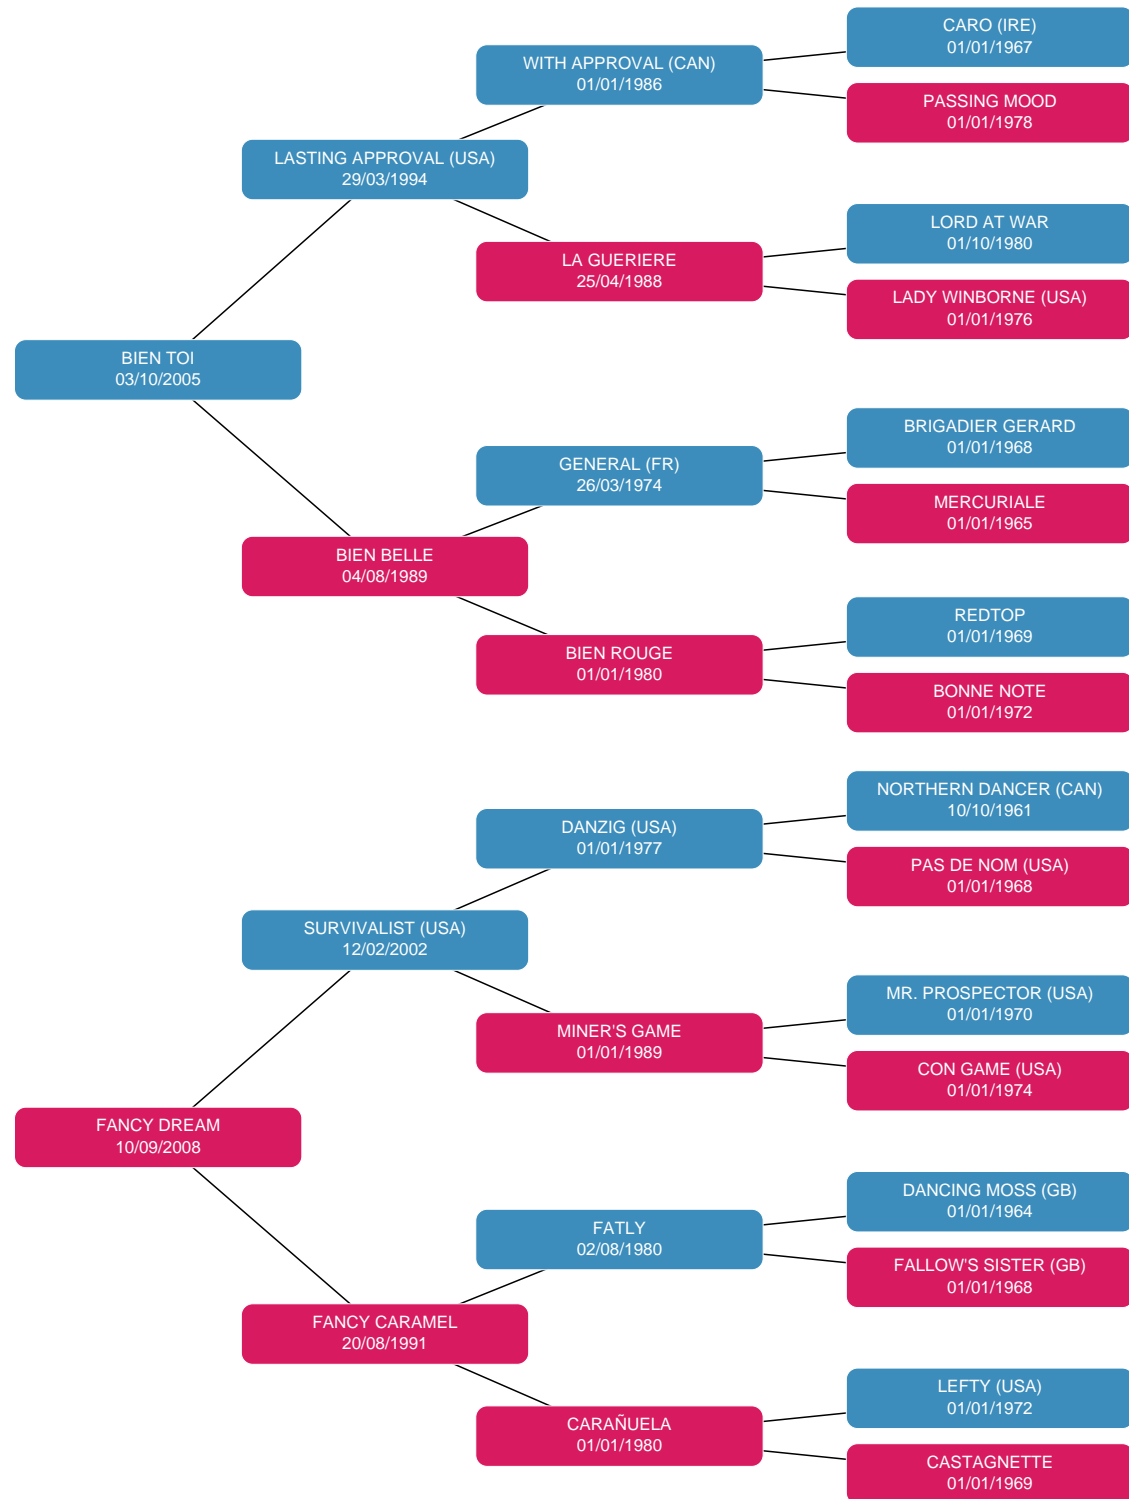 CARO (IRE)
01/01/1967
WITH APPROVAL (CAN)
01/01/1986
PASSING MOOD
01/01/1978
LASTING APPROVAL (USA)
29/03/1994
LORD AT WAR
01/10/1980
LA GUERIERE
25/04/1988
LADY WINBORNE (USA)
01/01/1976
BIEN TOI
03/10/2005
BRIGADIER GERARD
01/01/1968
GENERAL (FR)
26/03/1974
MERCURIALE
01/01/1965
BIEN BELLE
04/08/1989
REDTOP
01/01/1969
BIEN ROUGE
01/01/1980
BONNE NOTE
01/01/1972
NORTHERN DANCER (CAN)
10/10/1961
DANZIG (USA)
01/01/1977
PAS DE NOM (USA)
01/01/1968
SURVIVALIST (USA)
12/02/2002
MR. PROSPECTOR (USA)
01/01/1970
MINER'S GAME
01/01/1989
CON GAME (USA)
01/01/1974
FANCY DREAM
10/09/2008
DANCING MOSS (GB)
01/01/1964
FATLY
02/08/1980
FALLOW'S SISTER (GB)
01/01/1968
FANCY CARAMEL
20/08/1991
LEFTY (USA)
01/01/1972
CARAÑUELA
01/01/1980
CASTAGNETTE
01/01/1969